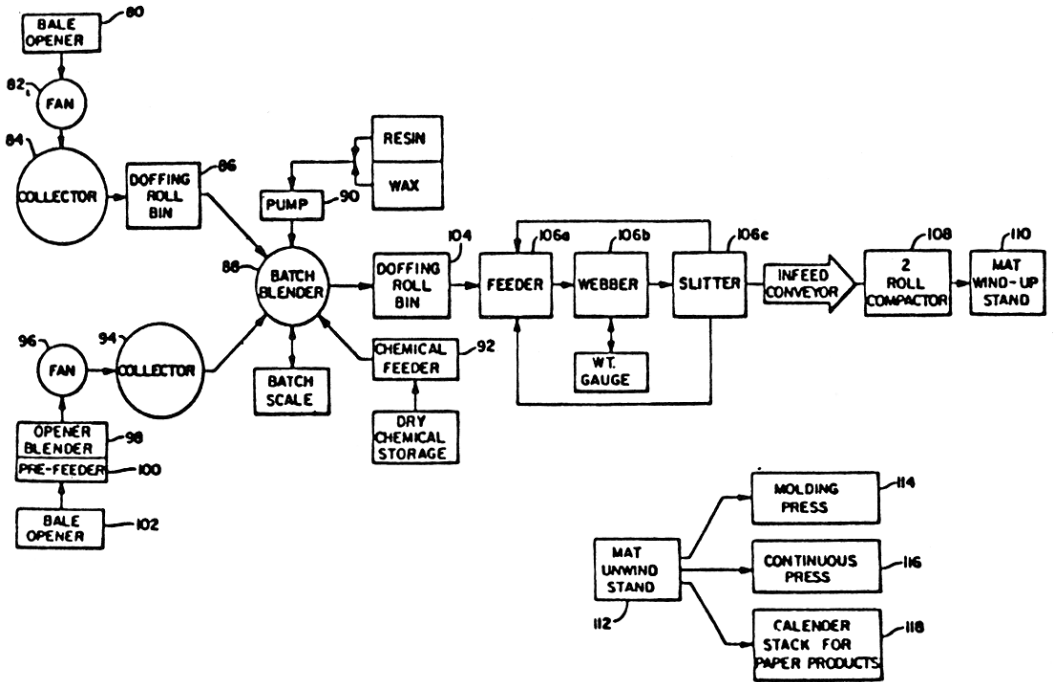 BALE
OPENER
80
82
FAN
84
COLLECTOR
DOFFING
ROLL
BIN
86
RESIN
WAX
PUMP
90
88
BATCH
BLENDER
104
DOFFING
ROLL
BIN
106a
FEEDER
106b
WEBBER
106c
SLITTER
INFEED
CONVEYOR
108
2
ROLL
COMPACTOR
110
MAT
WIND-UP
STAND
96
FAN
94
COLLECTOR
BATCH
SCALE
CHEMICAL
FEEDER
92
WT.
GAUGE
DRY
CHEMICAL
STORAGE
OPENER
BLENDER
98
PRE-FEEDER
100
BALE
OPENER
102
MAT
UNWIND
STAND
112
MOLDING
PRESS
114
CONTINUOUS
PRESS
116
CALENDER
STACK FOR
PAPER PRODUCTS
118